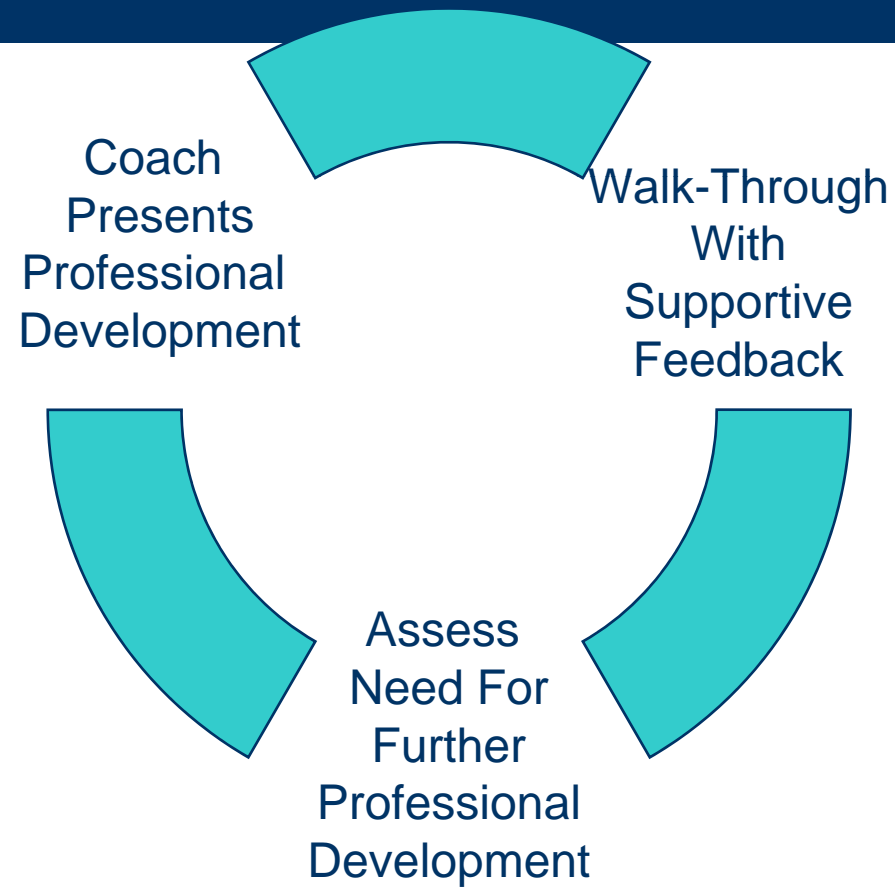 Coach
Presents
Professional
Development
Walk-Through
With
Supportive
Feedback
Assess
Need For
Further
Professional
Development